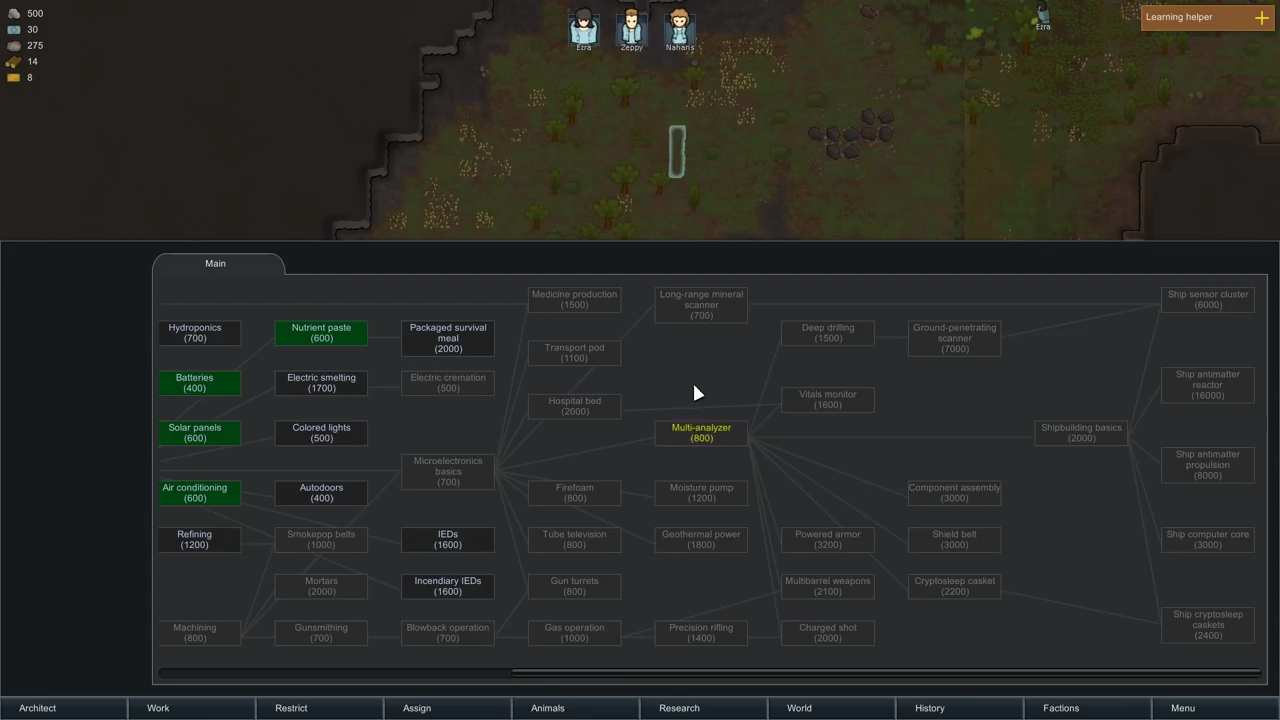 500
30
275
14
8
Ezra
Zeppy
Naharis
Ezra
Learning helper
Main
Hydroponics
(700)
Nutrient paste
(600)
Packaged survival
meal
(2000)
Medicine production
(1500)
Long-range mineral
scanner
(700)
Ship sensor cluster
(6000)
Deep drilling
(1500)
Ground-penetrating
scanner
(7000)
Transport pod
(1100)
Batteries
(400)
Electric smelting
(1700)
Electric cremation
(500)
Hospital bed
(2000)
Vitals monitor
(1600)
Ship antimatter
reactor
(16000)
Solar panels
(600)
Colored lights
(500)
Multi-analyzer
(800)
Shipbuilding basics
(2000)
Microelectronics
basics
(700)
Ship antimatter
propulsion
(8000)
Air conditioning
(600)
Autodoors
(400)
Firefoam
(800)
Moisture pump
(1200)
Component assembly
(3000)
Refining
(1200)
Smokepop belts
(1000)
IEDs
(1600)
Tube television
(800)
Geothermal power
(1800)
Powered armor
(3200)
Shield belt
(3000)
Ship computer core
(3000)
Mortars
(2000)
Incendiary IEDs
(1600)
Gun turrets
(800)
Multibarrel weapons
(2100)
Cryptosleep casket
(2200)
Machining
(800)
Gunsmithing
(700)
Blowback operation
(700)
Gas operation
(1000)
Precision rifling
(1400)
Charged shot
(2000)
Ship cryptosleep
caskets
(2400)
Architect
Work
Restrict
Assign
Animals
Research
World
History
Factions
Menu